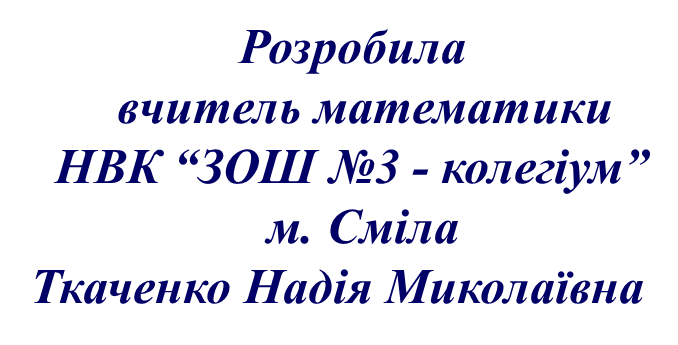 Розробила
вчитель математики
НВК “ЗОШ №3 - колегіум”
м. Сміла
Ткаченко Надія Миколаївна